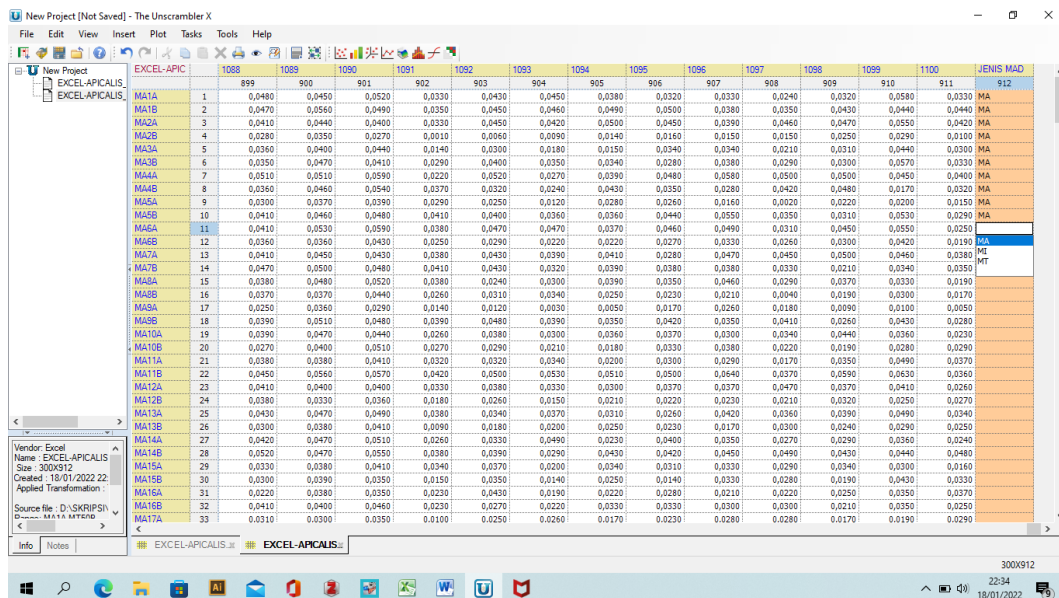 New Project [Not Saved] - The Unscrambler X
File Edit View Insert Plot Tasks Tools Help
New Project
EXCEL-APICALIS_
EXCEL-APICALIS_
EXCEL-APIC 1088 1089 1090 1091 1092 1093 1094 1095 1096 1097 1098 1099 1100 JENIS MAD
899 900 901 902 903 904 905 906 907 908 909 910 911 912
MA1A 1 0,0480 0,0450 0,0520 0,0330 0,0430 0,0450 0,0380 0,0320 0,0330 0,0240 0,0320 0,0580 0,0330 MA
MA1B 2 0,0470 0,0560 0,0490 0,0350 0,0450 0,0460 0,0490 0,0500 0,0380 0,0350 0,0430 0,0440 0,0440 MA
MA2A 3 0,0410 0,0440 0,0400 0,0330 0,0450 0,0420 0,0500 0,0450 0,0390 0,0460 0,0470 0,0550 0,0420 MA
MA2B 4 0,0280 0,0350 0,0270 0,0010 0,0060 0,0090 0,0140 0,0160 0,0150 0,0150 0,0250 0,0290 0,0100 MA
MA3A 5 0,0360 0,0400 0,0440 0,0140 0,0300 0,0180 0,0150 0,0340 0,0340 0,0210 0,0310 0,0440 0,0300 MA
MA3B 6 0,0350 0,0470 0,0410 0,0290 0,0400 0,0350 0,0340 0,0280 0,0380 0,0290 0,0300 0,0570 0,0330 MA
MA4A 7 0,0510 0,0510 0,0590 0,0220 0,0520 0,0270 0,0390 0,0480 0,0580 0,0500 0,0500 0,0450 0,0400 MA
MA4B 8 0,0360 0,0460 0,0540 0,0370 0,0320 0,0240 0,0430 0,0350 0,0280 0,0420 0,0480 0,0170 0,0320 MA
MA5A 9 0,0300 0,0370 0,0390 0,0290 0,0250 0,0120 0,0280 0,0260 0,0160 0,0020 0,0220 0,0200 0,0150 MA
MA5B 10 0,0410 0,0460 0,0480 0,0410 0,0400 0,0360 0,0360 0,0440 0,0550 0,0350 0,0310 0,0530 0,0290 MA
MA6A 11 0,0410 0,0530 0,0590 0,0380 0,0470 0,0470 0,0370 0,0460 0,0490 0,0310 0,0450 0,0550 0,0250
MA6B 12 0,0360 0,0360 0,0430 0,0250 0,0290 0,0220 0,0220 0,0270 0,0330 0,0260 0,0300 0,0420 0,0190 MA
MA7A 13 0,0410 0,0450 0,0430 0,0380 0,0430 0,0390 0,0410 0,0280 0,0470 0,0450 0,0500 0,0460 0,0380 MI
MA7B 14 0,0470 0,0500 0,0480 0,0410 0,0430 0,0320 0,0390 0,0380 0,0380 0,0330 0,0210 0,0340 0,0350 MT
MA8A 15 0,0380 0,0480 0,0520 0,0380 0,0240 0,0300 0,0390 0,0350 0,0460 0,0290 0,0370 0,0330 0,0190
MA8B 16 0,0370 0,0370 0,0440 0,0260 0,0310 0,0340 0,0250 0,0230 0,0210 0,0040 0,0190 0,0300 0,0170
MA9A 17 0,0250 0,0360 0,0290 0,0140 0,0120 0,0030 0,0050 0,0170 0,0260 0,0180 0,0090 0,0100 0,0050
MA9B 18 0,0390 0,0510 0,0480 0,0390 0,0480 0,0390 0,0350 0,0420 0,0350 0,0410 0,0260 0,0430 0,0280
MA10A 19 0,0390 0,0470 0,0440 0,0260 0,0380 0,0300 0,0360 0,0370 0,0300 0,0340 0,0440 0,0360 0,0230
MA10B 20 0,0270 0,0400 0,0510 0,0270 0,0290 0,0210 0,0180 0,0330 0,0380 0,0220 0,0190 0,0280 0,0290
MA11A 21 0,0380 0,0380 0,0410 0,0320 0,0320 0,0340 0,0200 0,0300 0,0290 0,0170 0,0350 0,0490 0,0370
MA11B 22 0,0450 0,0560 0,0570 0,0420 0,0500 0,0530 0,0510 0,0500 0,0640 0,0370 0,0590 0,0630 0,0360
MA12A 23 0,0410 0,0400 0,0400 0,0330 0,0380 0,0330 0,0300 0,0370 0,0370 0,0470 0,0370 0,0410 0,0260
MA12B 24 0,0380 0,0330 0,0360 0,0180 0,0260 0,0150 0,0210 0,0220 0,0230 0,0210 0,0320 0,0250 0,0270
MA13A 25 0,0430 0,0470 0,0490 0,0380 0,0340 0,0370 0,0310 0,0260 0,0420 0,0360 0,0390 0,0490 0,0340
MA13B 26 0,0300 0,0380 0,0410 0,0090 0,0180 0,0200 0,0250 0,0230 0,0170 0,0300 0,0240 0,0290 0,0250
MA14A 27 0,0420 0,0470 0,0510 0,0260 0,0330 0,0490 0,0230 0,0400 0,0350 0,0270 0,0290 0,0360 0,0240
MA14B 28 0,0520 0,0470 0,0550 0,0380 0,0390 0,0290 0,0430 0,0420 0,0450 0,0430 0,0440 0,0440 0,0480
MA15A 29 0,0330 0,0380 0,0410 0,0340 0,0370 0,0200 0,0340 0,0310 0,0330 0,0290 0,0340 0,0300 0,0160
MA15B 30 0,0300 0,0390 0,0350 0,0150 0,0350 0,0140 0,0250 0,0140 0,0330 0,0280 0,0190 0,0430 0,0330
MA16A 31 0,0220 0,0380 0,0350 0,0230 0,0430 0,0190 0,0220 0,0280 0,0210 0,0220 0,0250 0,0350 0,0370
MA16B 32 0,0410 0,0400 0,0460 0,0230 0,0270 0,0220 0,0330 0,0330 0,0300 0,0300 0,0210 0,0350 0,0250
MA17A 33 0,0310 0,0300 0,0350 0,0100 0,0250 0,0260 0,0170 0,0230 0,0280 0,0280 0,0170 0,0190 0,0290
Vendor: Excel
Name : EXCEL-APICALIS
Size : 300X912
Created : 18/01/2022 22:
Applied Transformation :
Source file : D:\SKRIPSI\
Info Notes
EXCEL-APICALIS... EXCEL-APICALIS...
300X912
22:34
18/01/2022